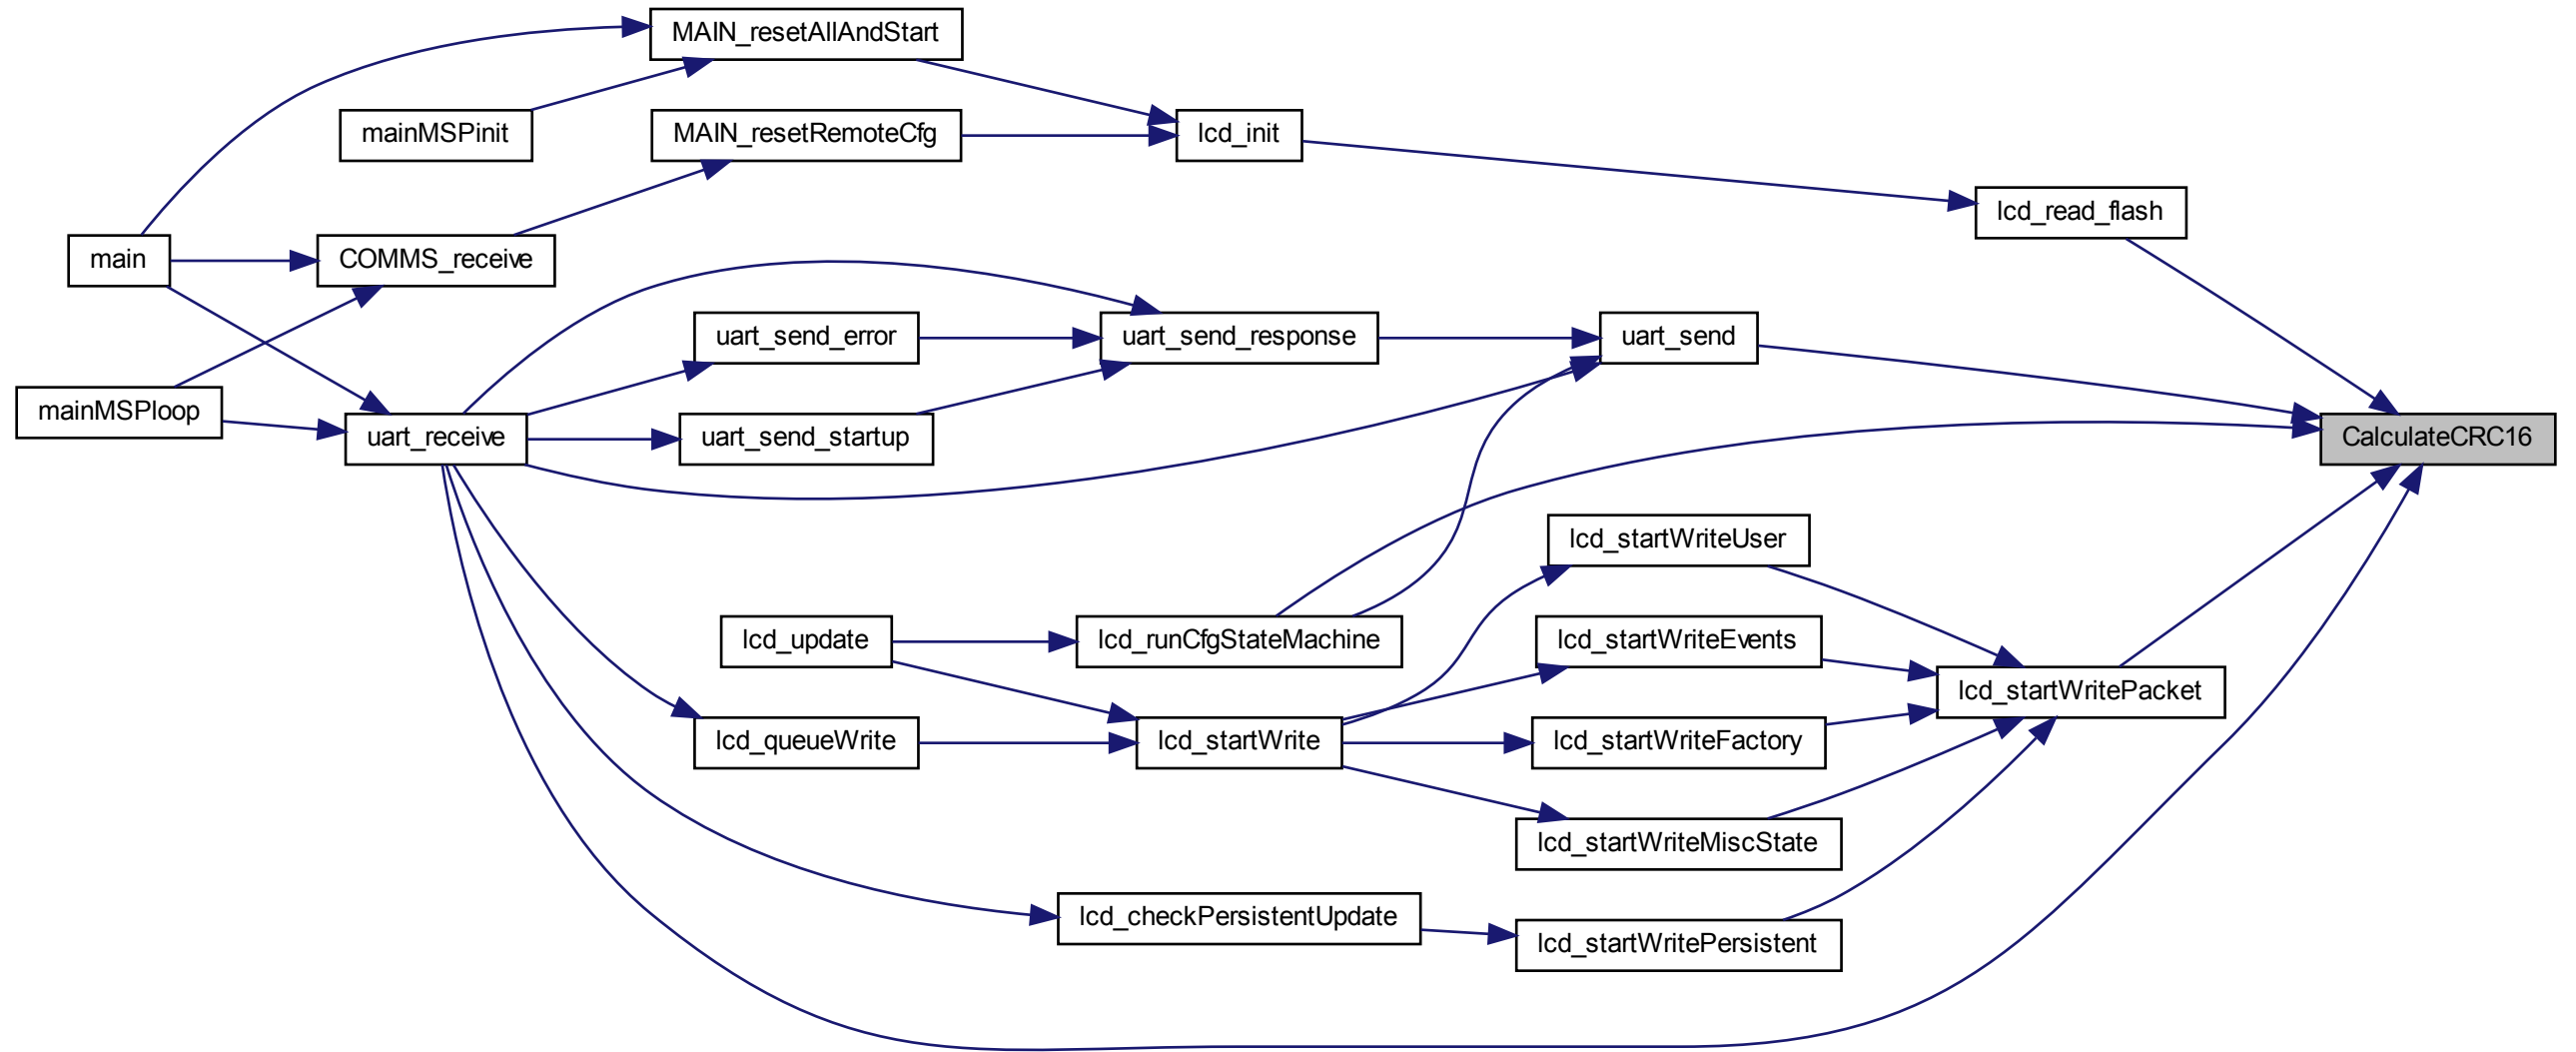 MAIN_resetAllAndStart
mainMSPinit
MAIN_resetRemoteCfg
lcd_init
lcd_read_flash
main
COMMS_receive
uart_send_error
uart_send_response
uart_send
mainMSPloop
uart_receive
uart_send_startup
CalculateCRC16
lcd_startWriteUser
lcd_update
lcd_runCfgStateMachine
lcd_startWriteEvents
lcd_startWritePacket
lcd_queueWrite
lcd_startWrite
lcd_startWriteFactory
lcd_startWriteMiscState
lcd_checkPersistentUpdate
lcd_startWritePersistent